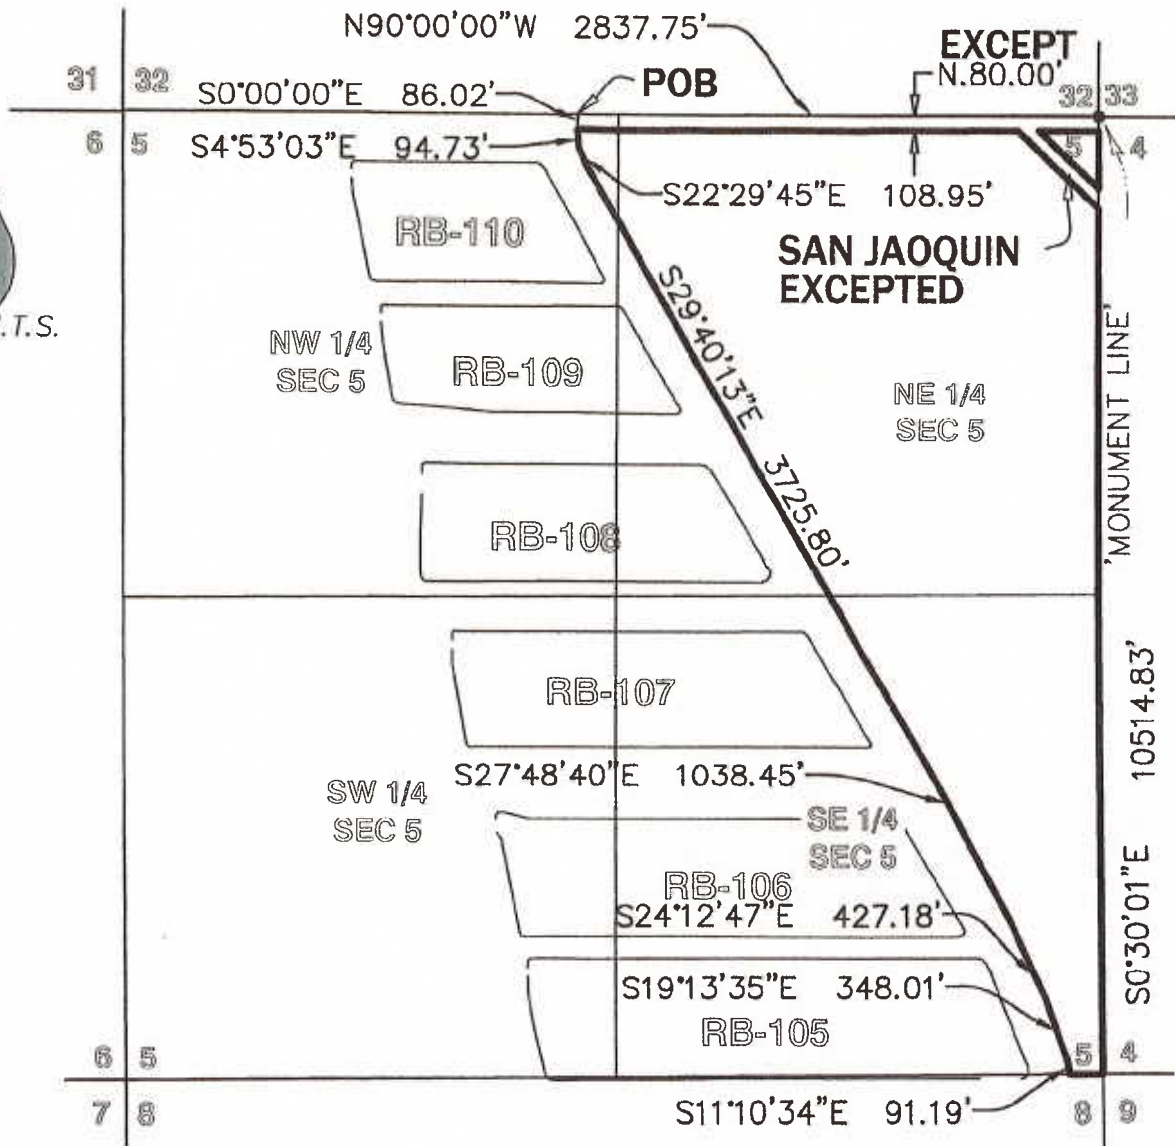 N90°00'00"W 2837.75'
EXCEPT
N.80.00'
31 32
POB
32 33
S0°00'00"E 86.02'
6 5
S4°53'03"E 94.73'
5 4
S22°29'45"E 108.95'
RB-110
SAN JAOQUIN
EXCEPTED
.T.S.
NW 1/4
SEC 5
RB-109
S29°40'13"E 3725.80'
NE 1/4
SEC 5
'MONUMENT LINE'
RB-108
RB-107
S0°30'01"E 10514.83'
S27°48'40"E 1038.45'
SW 1/4
SEC 5
SE 1/4
SEC 5
RB-106
S24°12'47"E 427.18'
S19°13'35"E 348.01'
RB-105
6 5
5 4
7 8
S11°10'34"E 91.19'
8 9